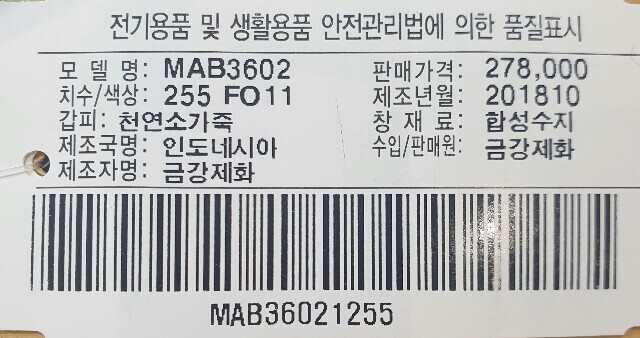 전기용품 및 생활용품 안전관리법에 의한 품질표시
모 델 명: MAB3602 판매가격: 278,000
치수/색상: 255 FO11 제조년월: 201810
갑피: 천연소가죽 창 재 료: 합성수지
제조국명: 인도네시아 수입/판매원: 금강제화
제조자명: 금강제화
MAB36021255